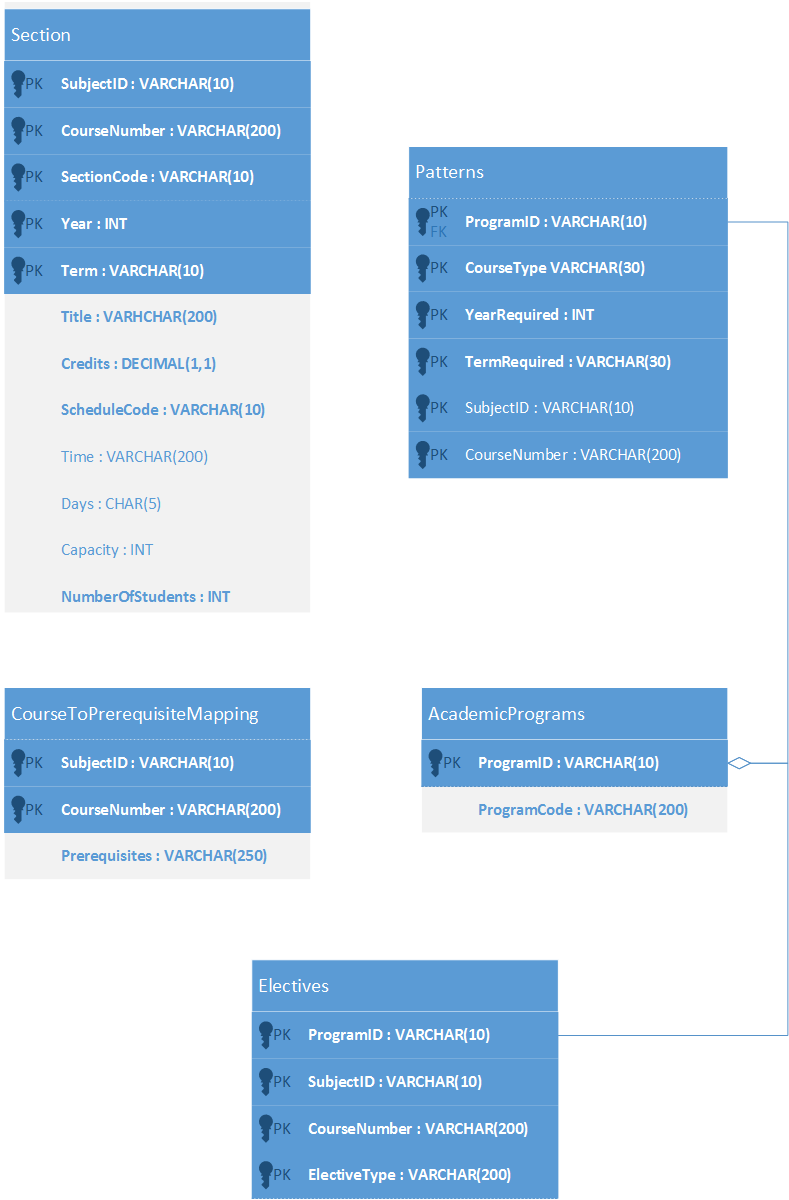 Section
PK SubjectID : VARCHAR(10)
PK CourseNumber : VARCHAR(200)
PK SectionCode : VARCHAR(10)
PK Year : INT
PK Term : VARCHAR(10)
Title : VARHCHAR(200)
Credits : DECIMAL(1,1)
ScheduleCode : VARCHAR(10)
Time : VARCHAR(200)
Days : CHAR(5)
Capacity : INT
NumberOfStudents : INT
Patterns
PK
FK
ProgramID : VARCHAR(10)
PK CourseType VARCHAR(30)
PK YearRequired : INT
PK TermRequired : VARCHAR(30)
PK SubjectID : VARCHAR(10)
PK CourseNumber : VARCHAR(200)
CourseToPrerequisiteMapping
PK SubjectID : VARCHAR(10)
PK CourseNumber : VARCHAR(200)
Prerequisites : VARCHAR(250)
AcademicPrograms
PK ProgramID : VARCHAR(10)
ProgramCode : VARCHAR(200)
Electives
PK ProgramID : VARCHAR(10)
PK SubjectID : VARCHAR(10)
PK CourseNumber : VARCHAR(200)
PK ElectiveType : VARCHAR(200)